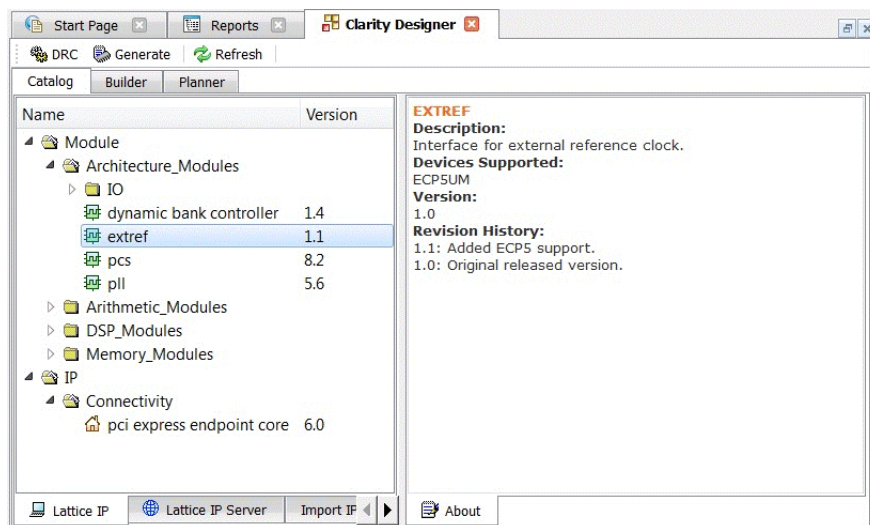 Start Page
Reports
Clarity Designer
DRC Generate Refresh
Catalog Builder Planner
Name Version
Module
Architecture_Modules
IO
dynamic bank controller 1.4
extref 1.1
pcs 8.2
pll 5.6
Arithmetic_Modules
DSP_Modules
Memory_Modules
IP
Connectivity
pci express endpoint core 6.0
Lattice IP Lattice IP Server Import IP
EXTREF
Description:
Interface for external reference clock.
Devices Supported:
ECP5UM
Version:
1.0
Revision History:
1.1: Added ECP5 support.
1.0: Original released version.
About